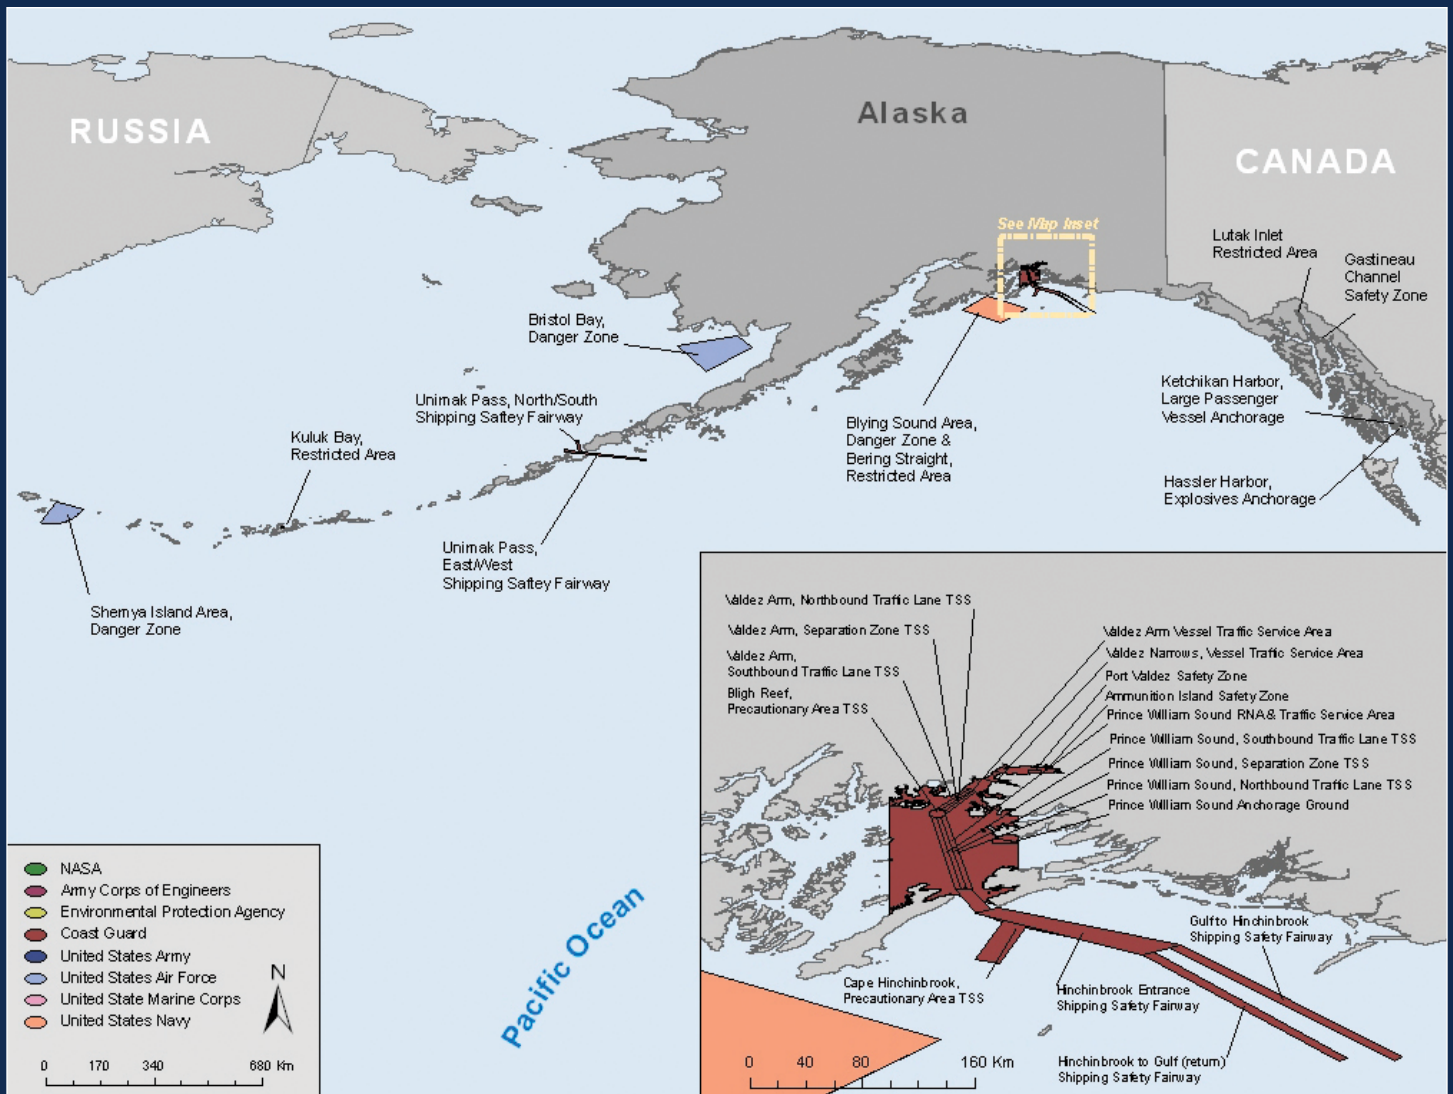 RUSSIA
Alaska
CANADA
See Map Inset
Lutak Inlet
Restricted Area
Gastineau
Channel
Safety Zone
Bristol Bay,
Danger Zone
Unimak Pass, North/South
Shipping Saftey Fairway
Kuluk Bay,
Restricted Area
Ketchikan Harbor,
Large Passenger
Vessel Anchorage
Blying Sound Area,
Danger Zone &
Bering Straight,
Restricted Area
Hassler Harbor,
Explosives Anchorage
Unimak Pass,
East/West
Shipping Saftey Fairway
Shemya Island Area,
Danger Zone
Valdez Arm, Northbound Traffic Lane TSS
Valdez Arm, Separation Zone TSS
Valdez Arm,
Southbound Traffic Lane TSS
Bligh Reef,
Precautionary Area TSS
Valdez Arm Vessel Traffic Service Area
Valdez Narrows, Vessel Traffic Service Area
Port Valdez Safety Zone
Ammunition Island Safety Zone
Prince William Sound RNA & Traffic Service Area
Prince William Sound, Southbound Traffic Lane TSS
Prince William Sound, Separation Zone TSS
Prince William Sound, Northbound Traffic Lane TSS
Prince William Sound Anchorage Ground
Gulf to Hinchinbrook
Shipping Safety Fairway
Cape Hinchinbrook,
Precautionary Area TSS
Hinchinbrook Entrance
Shipping Safety Fairway
Hinchinbrook to Gulf (return)
Shipping Safety Fairway
0 80 160 Km
40
Pacific Ocean
NASA
Army Corps of Engineers
Environmental Protection Agency
Coast Guard
United States Army
United States Air Force
United State Marine Corps
United States Navy
N
0 170 340 680 Km